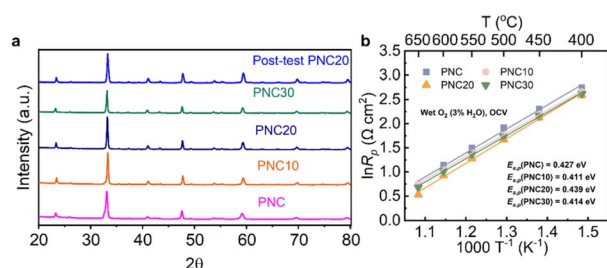 a
Post-test PNC20
PNC30
PNC20
PNC10
PNC
Intensity (a.u.)
20 30 40 50 60 70 80
2θ
b
T (°C)
650 600 550 500 450 400
PNC PNC10
PNC20 PNC30
Wet O₂ (3% H₂O), OCV
Eₐ,ₚ(PNC) = 0.427 eV
Eₐ,ₚ(PNC10) = 0.411 eV
Eₐ,ₚ(PNC20) = 0.439 eV
Eₐ,ₚ(PNC30) = 0.414 eV
lnRₚ (Ω cm²)
3.5
3.0
2.5
2.0
1.5
1.0
0.5
0.0
1.1 1.2 1.3 1.4 1.5
1000 T⁻¹ (K⁻¹)